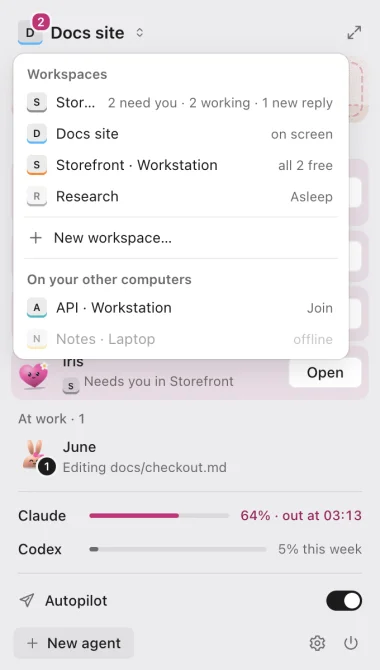 D 2 Docs site
Workspaces
S Stor... 2 need you · 2 working · 1 new reply
D Docs site on screen
S Storefront · Workstation all 2 free
R Research Asleep
+ New workspace...
On your other computers
A API · Workstation Join
N Notes · Laptop offline
Iris
S Needs you in Storefront
Open
At work · 1
June
1 Editing docs/checkout.md
Claude 64% · out at 03:13
Codex 5% this week
Autopilot
+ New agent